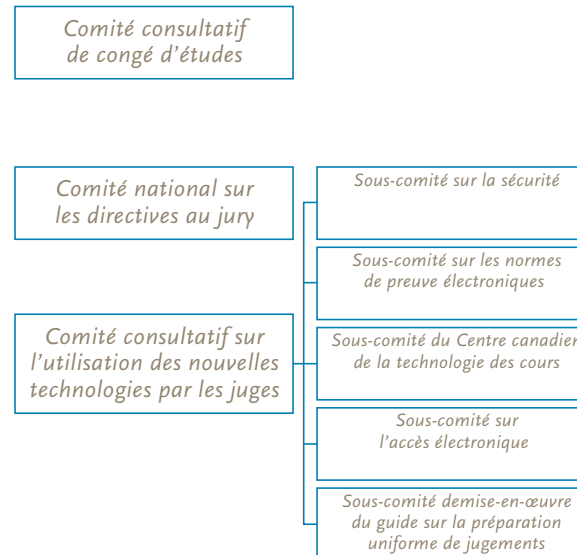 Comité consultatif
de congé d’études
Comité national sur
les directives au jury
Comité consultatif sur
l’utilisation des nouvelles
technologies par les juges
Sous-comité sur la sécurité
Sous-comité sur les normes
de preuve électroniques
Sous-comité du Centre canadien
de la technologie des cours
Sous-comité sur
l’accès électronique
Sous-comité demise-en-œuvre
du guide sur la préparation
uniforme de jugements